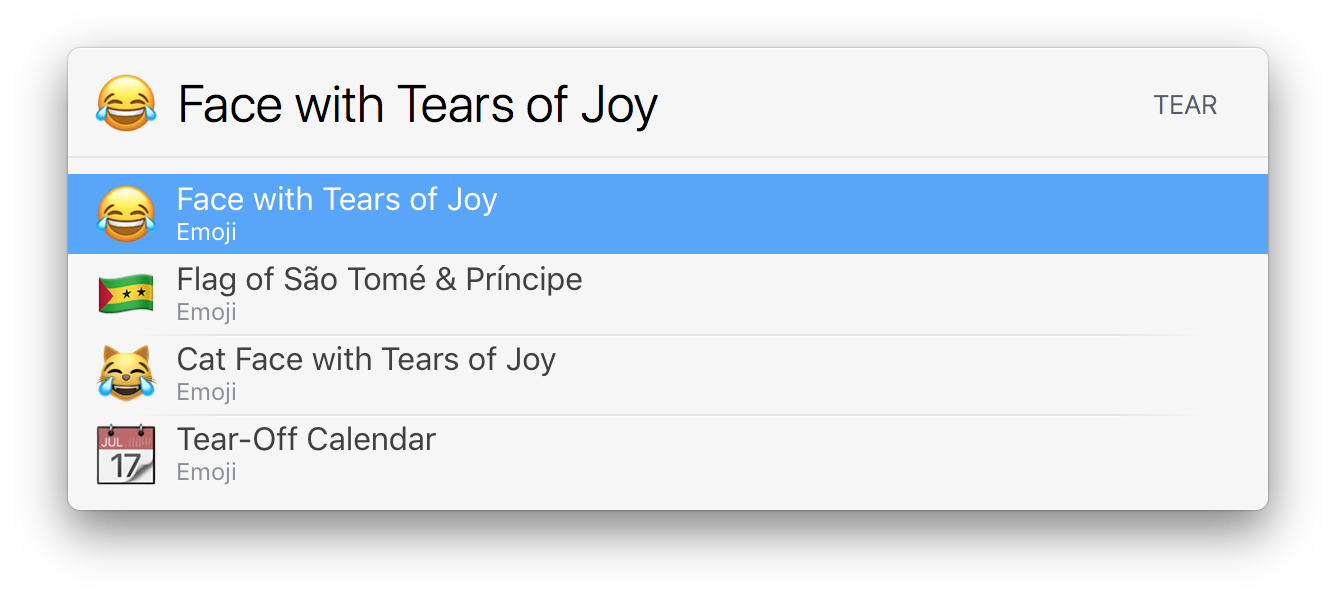 Face with Tears of Joy
TEAR
Face with Tears of Joy
Emoji
Flag of São Tomé & Príncipe
Emoji
Cat Face with Tears of Joy
Emoji
JUL
17
Tear-Off Calendar
Emoji